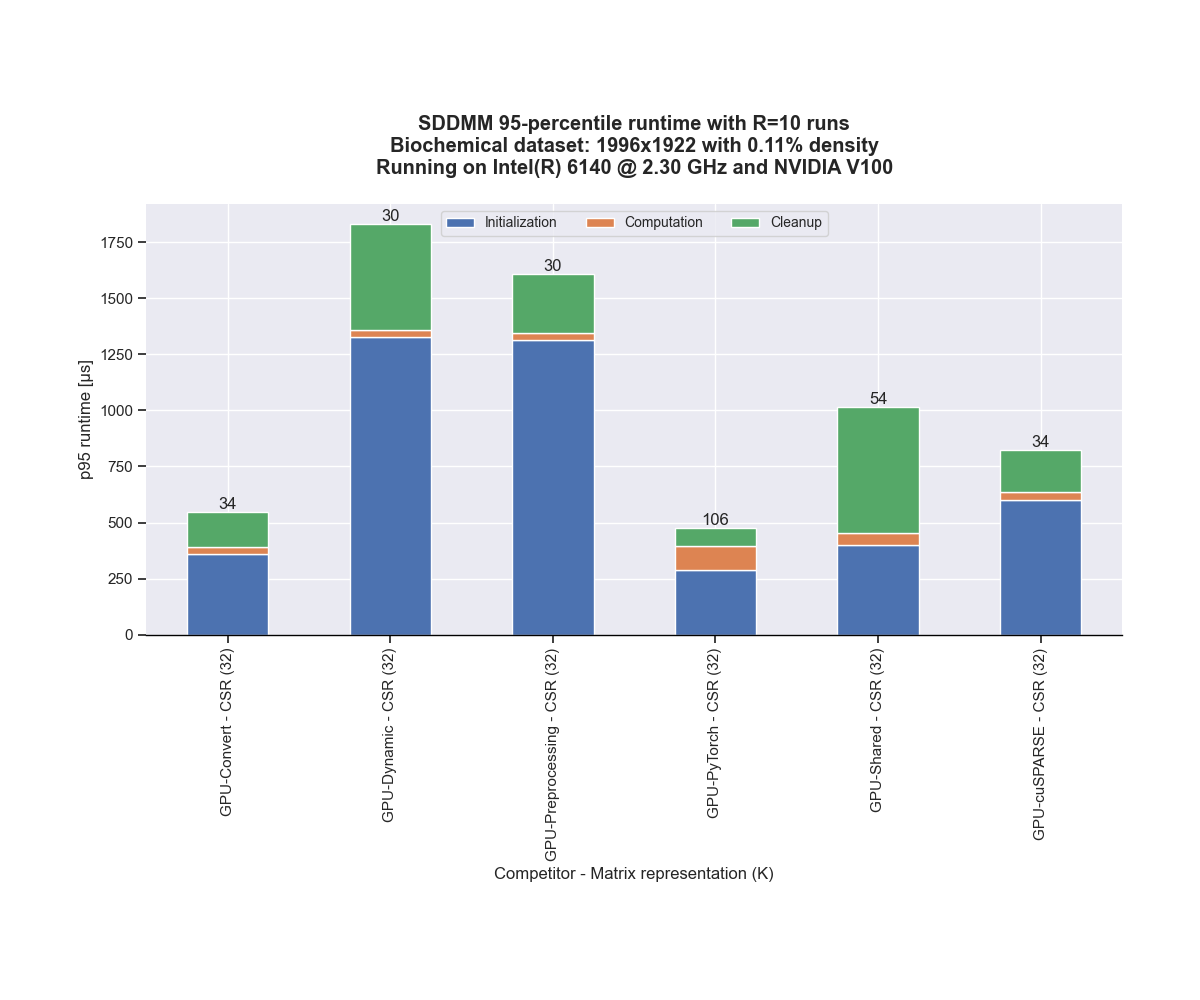 SDDMM 95-percentile runtime with R=10 runs
Biochemical dataset: 1996x1922 with 0.11% density
Running on Intel(R) 6140 @ 2.30 GHz and NVIDIA V100
Initialization Computation Cleanup
p95 runtime [µs]
1750
1500
1250
1000
750
500
250
0
34
30
30
106
54
34
GPU-Convert - CSR (32)
GPU-Dynamic - CSR (32)
GPU-Preprocessing - CSR (32)
GPU-PyTorch - CSR (32)
GPU-Shared - CSR (32)
GPU-cuSPARSE - CSR (32)
Competitor - Matrix representation (K)